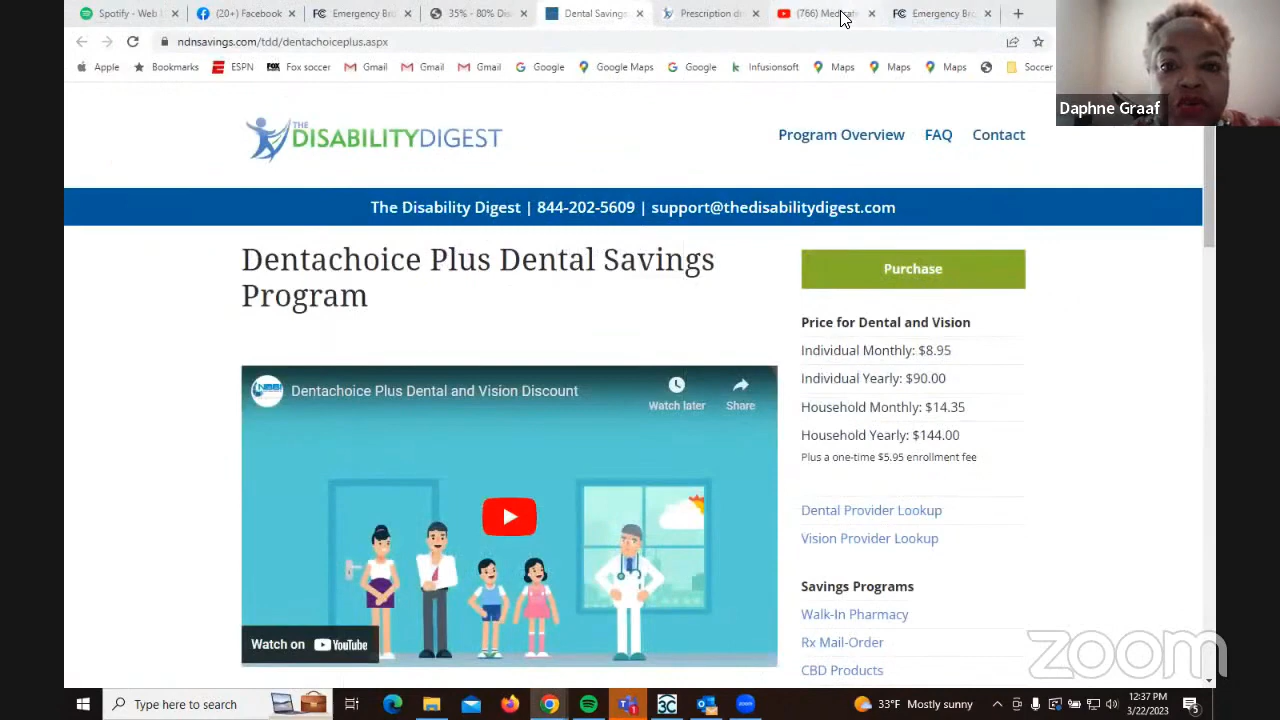 Spotify - Web
(20+) Facebook
Emergency Bro
35% - 80% Dis
Dental Savings
Prescription di
(766) Med
Emergency Bro
ndnsavings.com/tdd/dentachoiceplus.aspx
Apple
Bookmarks
ESPN
Fox soccer
Gmail
Gmail
Gmail
Google
Google Maps
Google
Infusionsoft
Maps
Maps
Maps
Soccer
Daphne Graaf
THE
DISABILITYDIGEST
Program Overview
FAQ
Contact
The Disability Digest | 844-202-5609 | support@thedisabilitydigest.com
Dentachoice Plus Dental Savings
Program
Dentachoice Plus Dental and Vision Discount
Watch later
Share
Watch on YouTube
Purchase
Price for Dental and Vision
Individual Monthly: $8.95
Individual Yearly: $90.00
Household Monthly: $14.35
Household Yearly: $144.00
Plus a one-time $5.95 enrollment fee
Dental Provider Lookup
Vision Provider Lookup
Savings Programs
Walk-In Pharmacy
Rx Mail-Order
CBD Products
zoom
Type here to search
33°F Mostly sunny
12:37 PM
3/22/2023